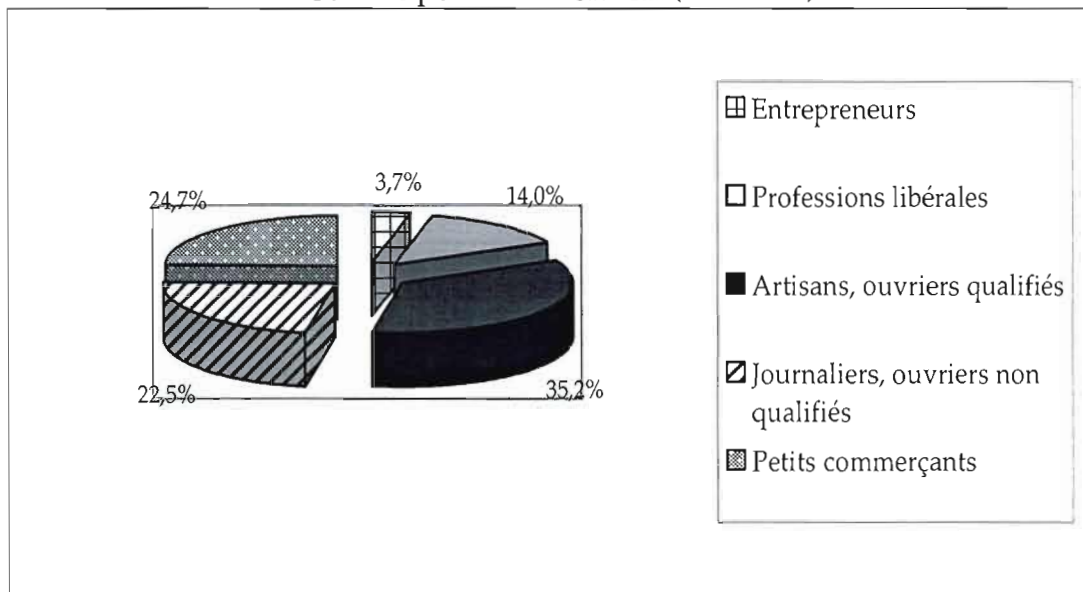 3,7%
24,7%
14,0%
22,5%
35,2%
Entrepreneurs
Professions libérales
Artisans, ouvriers qualifiés
Journaliers, ouvriers non
qualifiés
Petits commerçants